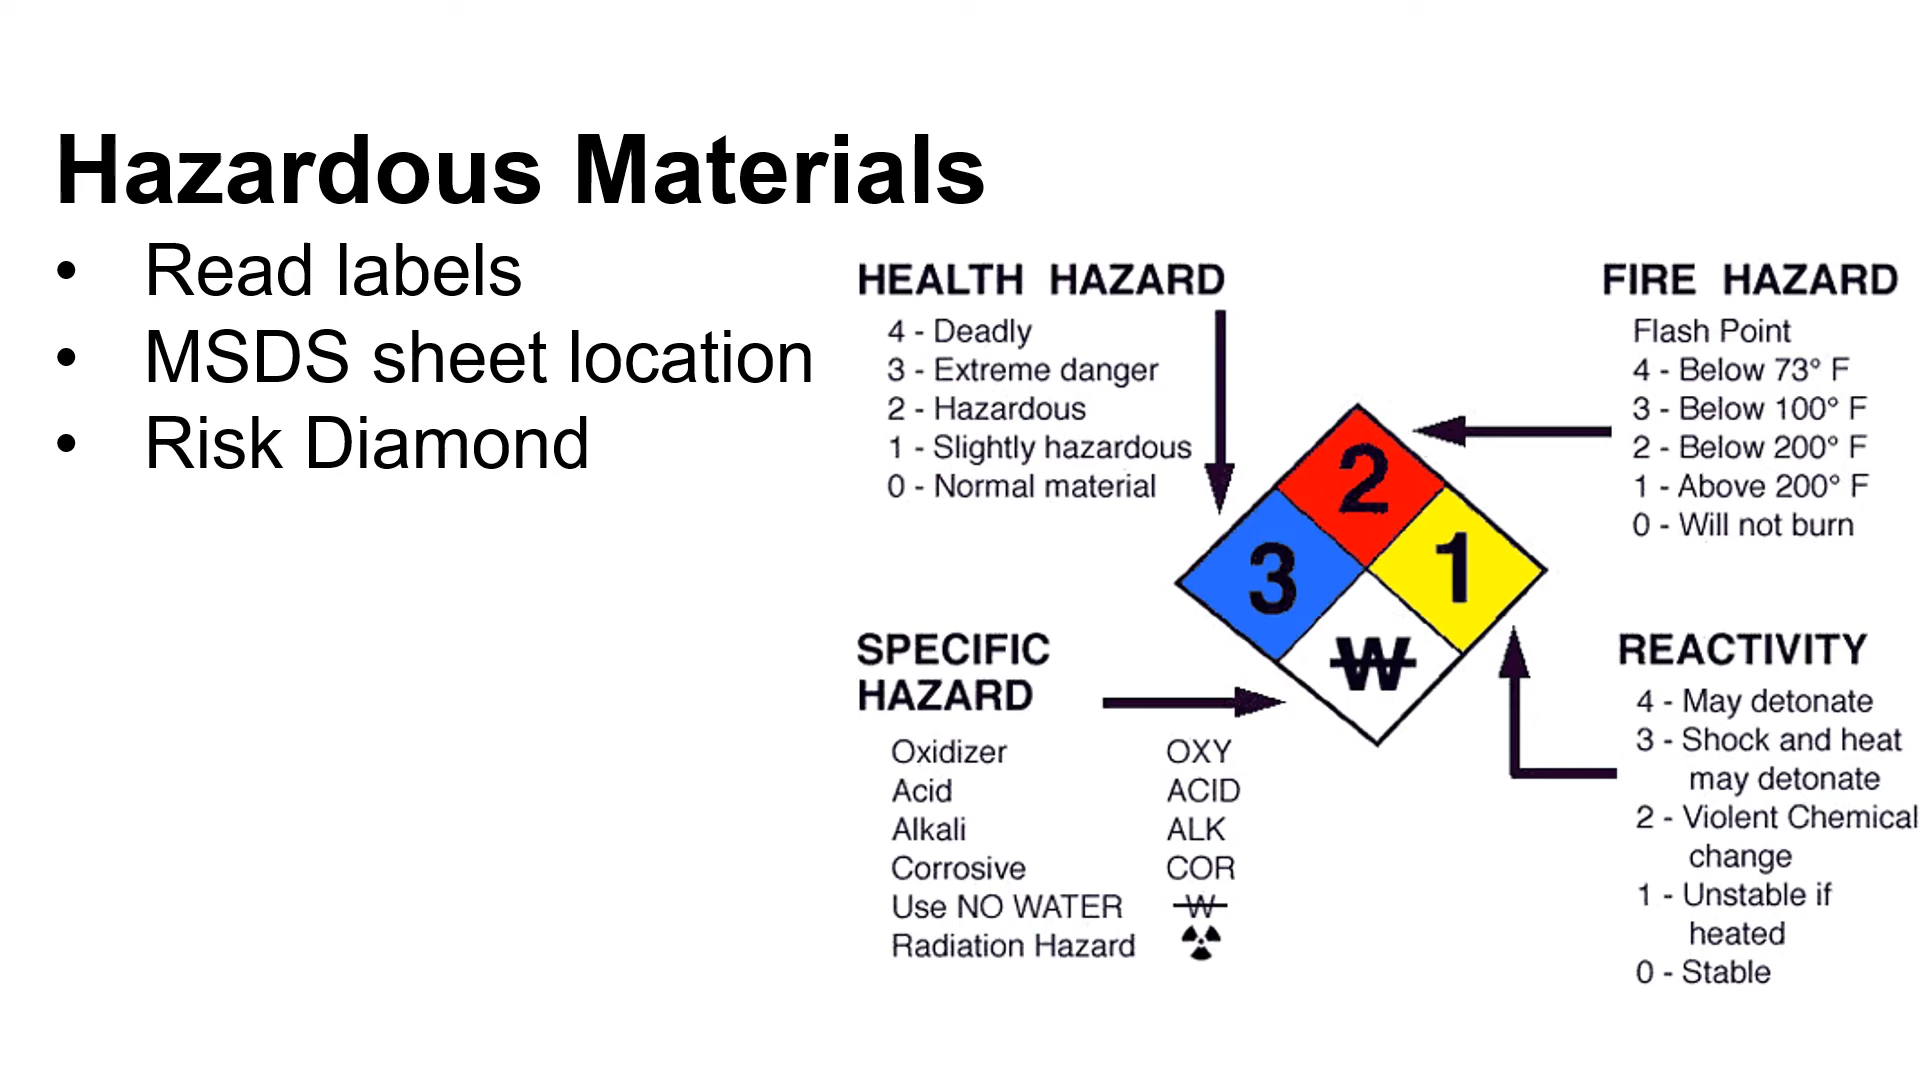 Hazardous Materials
• Read labels
• MSDS sheet location
• Risk Diamond
HEALTH HAZARD
4 - Deadly
3 - Extreme danger
2 - Hazardous
1 - Slightly hazardous
0 - Normal material
FIRE HAZARD
Flash Point
4 - Below 73° F
3 - Below 100° F
2 - Below 200° F
1 - Above 200° F
0 - Will not burn
2
3
1
W
SPECIFIC
HAZARD
Oxidizer OXY
Acid ACID
Alkali ALK
Corrosive COR
Use NO WATER W
Radiation Hazard
REACTIVITY
4 - May detonate
3 - Shock and heat
may detonate
2 - Violent Chemical
change
1 - Unstable if
heated
0 - Stable